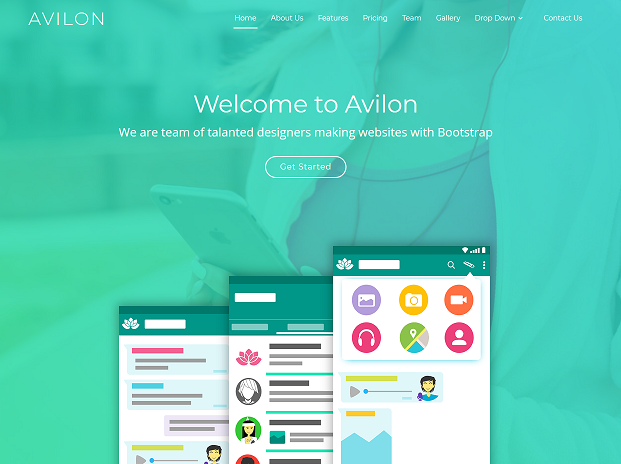 AVILON
Home About Us Features Pricing Team Gallery Drop Down Contact Us
Welcome to Avilon
We are team of talanted designers making websites with Bootstrap
Get Started